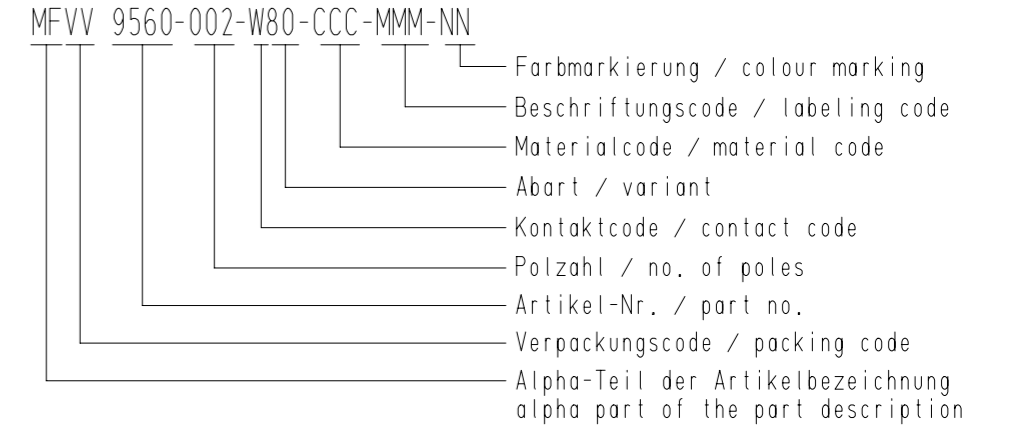 MFVV 9560-002-W80-CCC-MMM-NN
Farbmarkierung / colour marking
Beschriftungscode / labeling code
Materialcode / material code
Abart / variant
Kontaktcode / contact code
Polzahl / no. of poles
Artikel-Nr. / part no.
Verpackungscode / packing code
Alpha-Teil der Artikelbezeichnung
alpha part of the part description